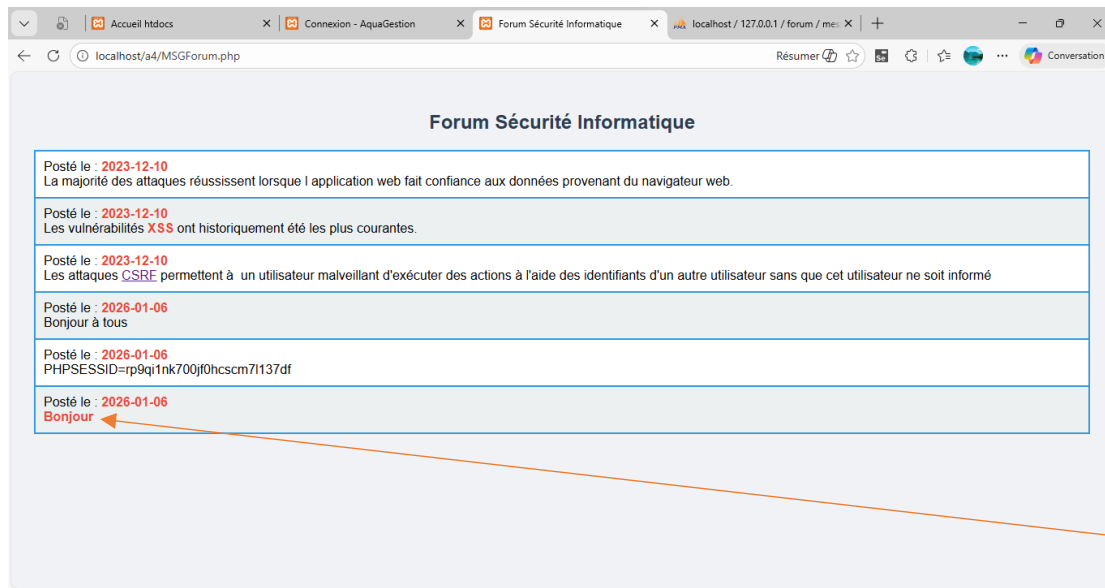 Accueil htdocs
Connexion - AquaGestion
Forum Sécurité Informatique
localhost / 127.0.0.1 / forum / mes
localhost/a4/MSGForum.php
Résumer
Conversation
Forum Sécurité Informatique
Posté le : 2023-12-10
La majorité des attaques réussissent lorsque l application web fait confiance aux données provenant du navigateur web.
Posté le : 2023-12-10
Les vulnérabilités XSS ont historiquement été les plus courantes.
Posté le : 2023-12-10
Les attaques CSRF permettent à  un utilisateur malveillant d'exécuter des actions à l'aide des identifiants d'un autre utilisateur sans que cet utilisateur ne soit informé
Posté le : 2026-01-06
Bonjour à tous
Posté le : 2026-01-06
PHPSESSID=rp9qi1nk700jf0hcscm7l137df
Posté le : 2026-01-06
Bonjour